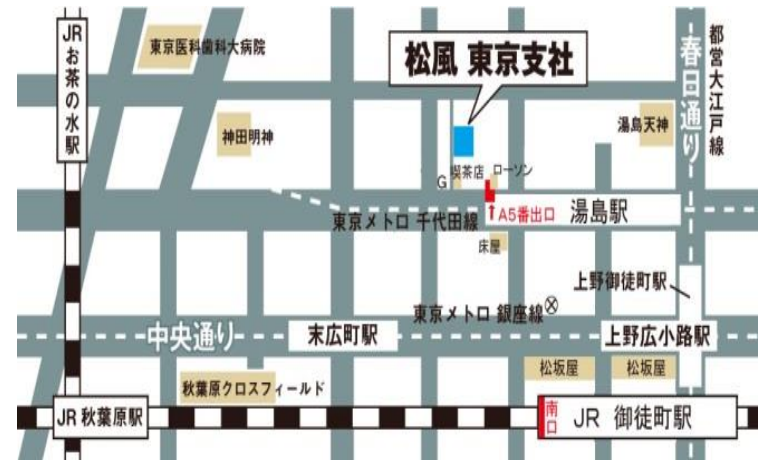 JR
お茶の水駅
東京医科歯科大病院
松風 東京支社
春日通り
都営大江戸線
神田明神
湯島天神
喫茶店
ローソン
G
A5番出口
湯島駅
東京メトロ 千代田線
床屋
上野御徒町駅
東京メトロ 銀座線
中央通り
末広町駅
上野広小路駅
松坂屋
松坂屋
秋葉原クロスフィールド
JR 秋葉原駅
南口
JR 御徒町駅